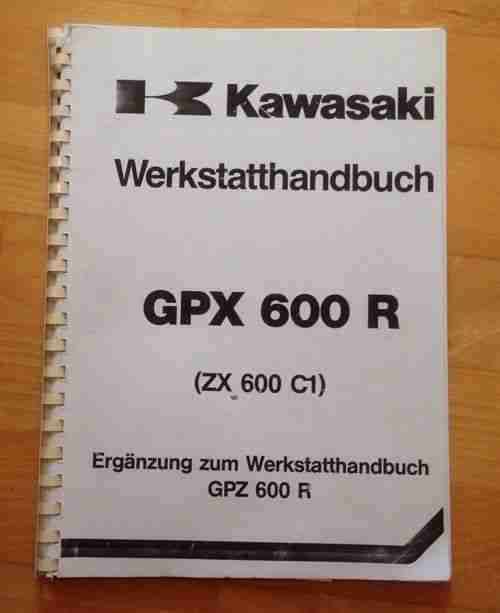 Kawasaki
Werkstatthandbuch
GPX 600 R
(ZX 600 C1)
Ergänzung zum Werkstatthandbuch
GPZ 600 R